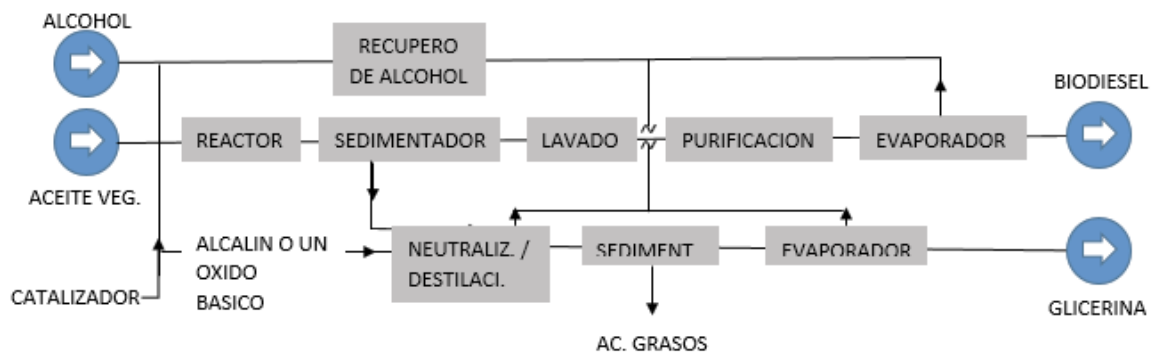 ALCOHOL
RECUPERO
DE ALCOHOL
BIODIESEL
REACTOR
SEDIMENTADOR
LAVADO
PURIFICACION
EVAPORADOR
ACEITE VEG.
ALCALIN O UN
OXIDO
BASICO
NEUTRALIZ. /
DESTILACI.
SEDIMENT
EVAPORADOR
CATALIZADOR
GLICERINA
AC. GRASOS